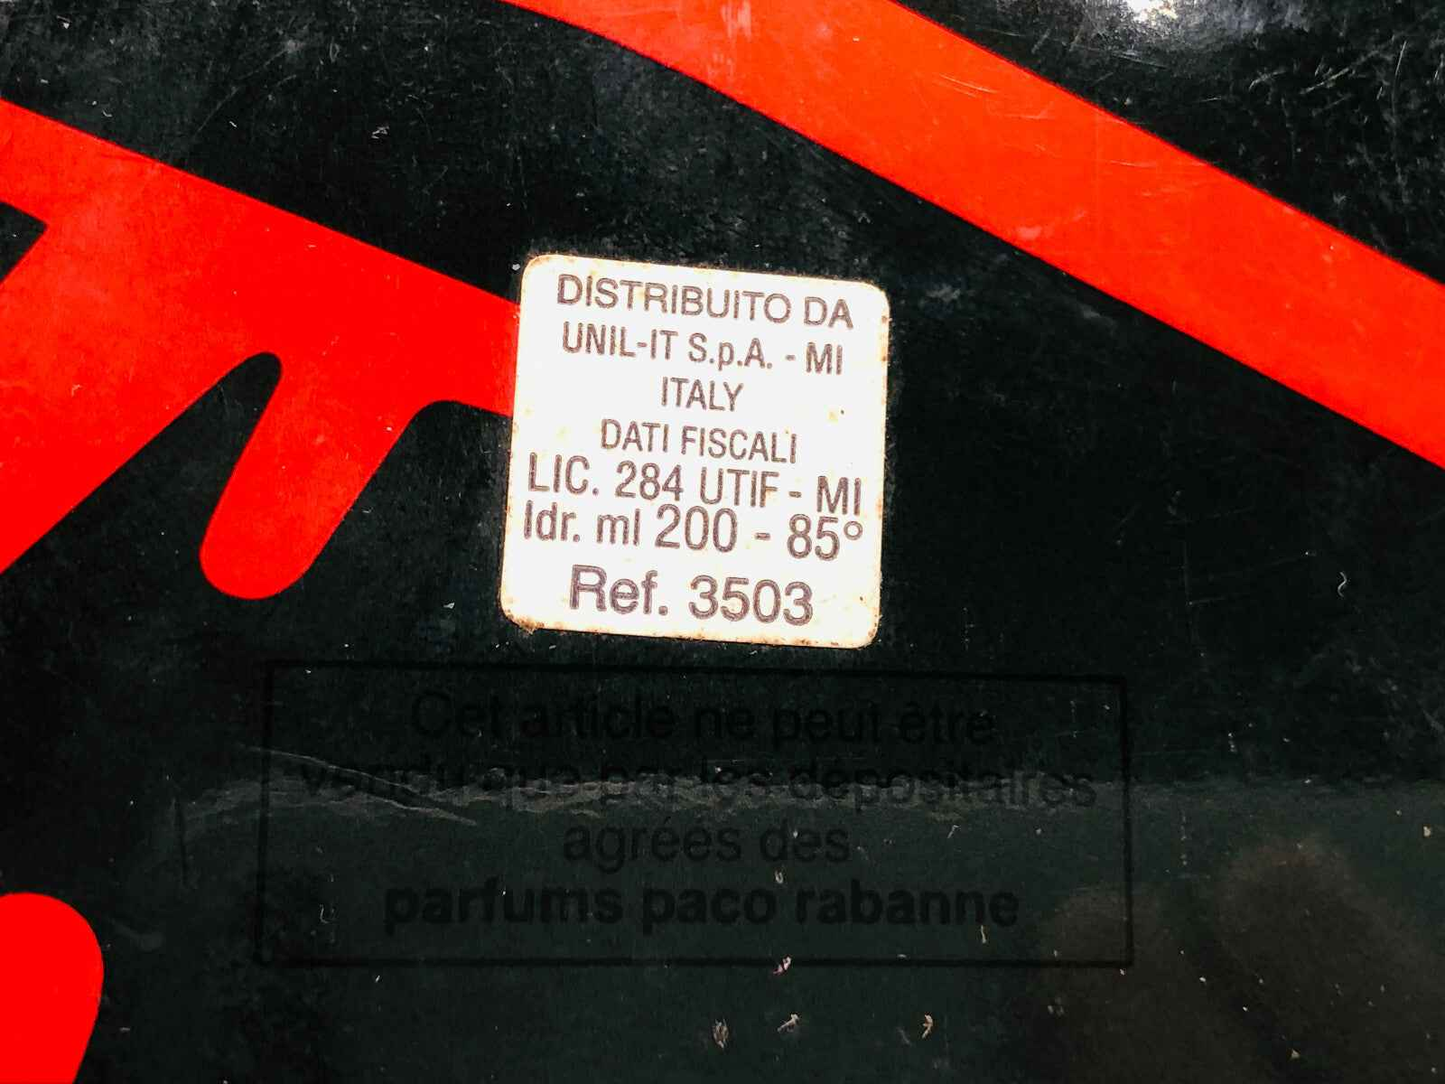 DISTRIBUITO DA
UNIL-IT S.p.A. - MI
ITALY
DATI FISCALI
LIC. 284 UTIF - MI
Idr. ml 200 - 85°
Ref. 3503
Cet article ne peut être
vendu que par les dépositaires
agréés des
parfums paco rabanne